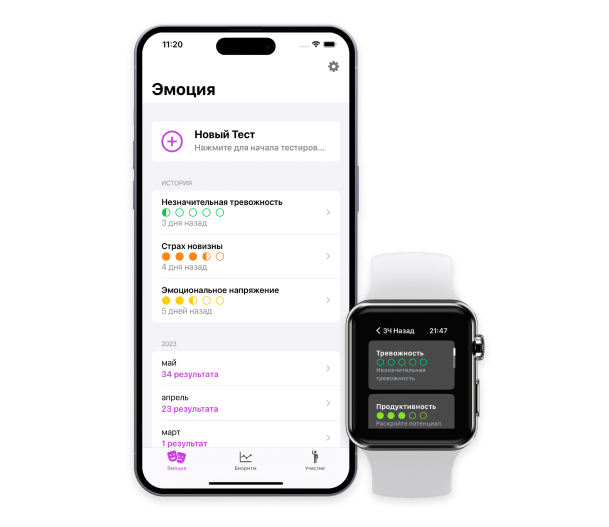 11:20
Эмоция
Новый Тест
Нажмите для начала тестиров...
ИСТОРИЯ
Незначительная тревожность
3 дня назад
Страх новизны
4 дня назад
Эмоциональное напряжение
5 дней назад
2023
май
34 результата
апрель
23 результата
март
1 результат
Эмоция
Биоритм
Участие
3Ч Назад 21:47
Тревожность
Незначительная
тревожность
Продуктивность
Раскройте потенциал